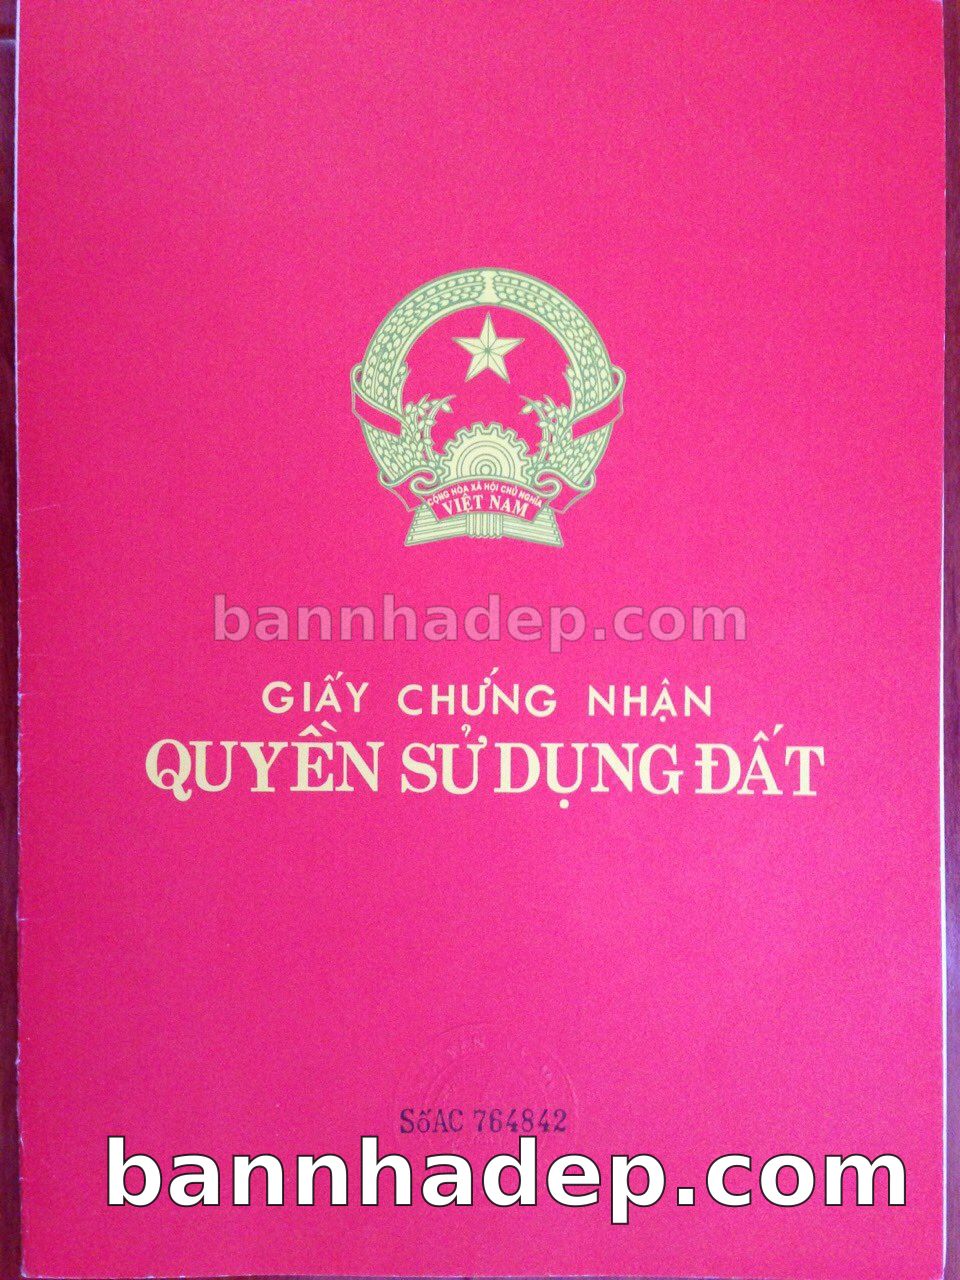 CỘNG HÒA XÃ HỘI CHỦ NGHĨA
VIỆT NAM
bannhadep.com
GIẤY CHỨNG NHẬN
QUYỀN SỬ DỤNG ĐẤT
SốAC 764842
bannhadep.com